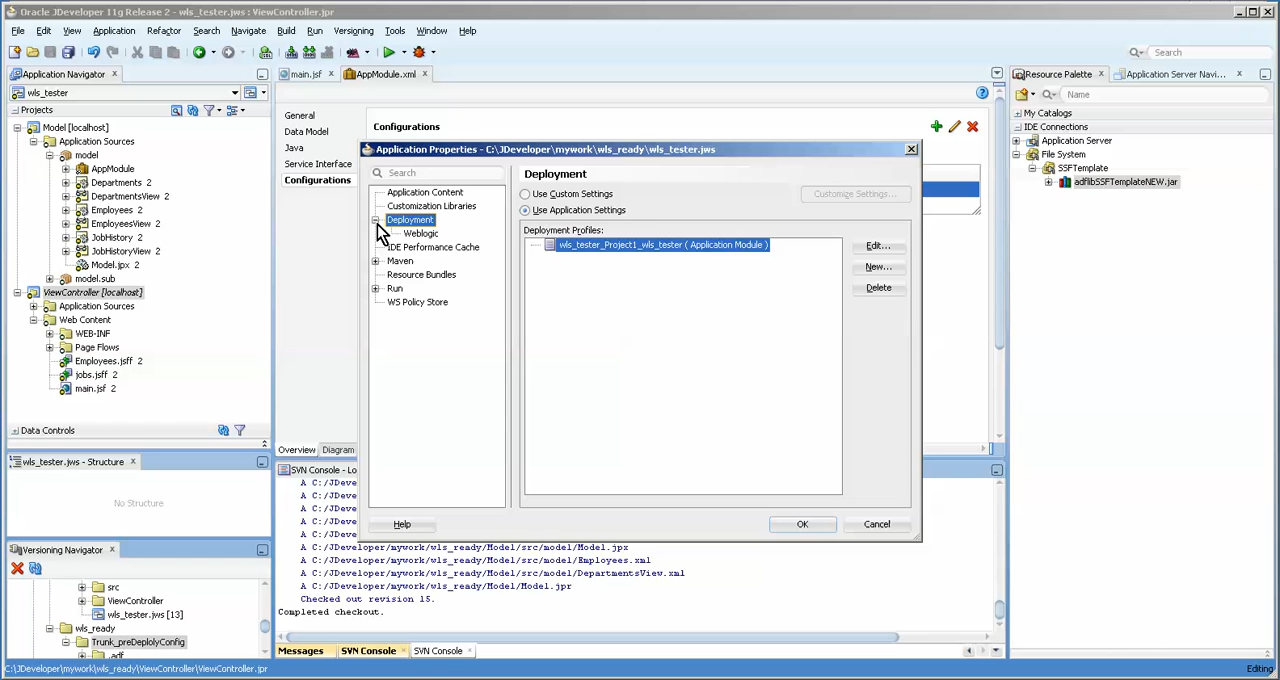 Oracle JDeveloper 11g Release 2 - wls_tester.jws : ViewController.jpr
File Edit View Application Refactor Search Navigate Build Run Versioning Tools Window Help
Search
Application Navigator
wls_tester
Projects
Model [localhost]
Application Sources
model
AppModule
Departments 2
DepartmentsView 2
Employees 2
EmployeesView 2
JobHistory 2
JobHistoryView 2
Model.jpx 2
model.sub
ViewController [localhost]
Application Sources
Web Content
WEB-INF
Page Flows
Employees.jsff 2
jobs.jsff 2
main.jsf 2
Data Controls
wls_tester.jws - Structure
No Structure
Versioning Navigator
src
ViewController
wls_tester.jws [13]
wls_ready
Trunk_preDeplolyConfig
.adf
main.jsf
AppModule.xml
General
Data Model
Java
Service Interface
Configurations
Configurations
Overview Diagram
Application Properties - C:\JDeveloper\mywork\wls_ready\wls_tester.jws
Search
Application Content
Customization Libraries
Deployment
Weblogic
IDE Performance Cache
Maven
Resource Bundles
Run
WS Policy Store
Deployment
Use Custom Settings
Customize Settings...
Use Application Settings
Deployment Profiles:
wls_tester_Project1_wls_tester ( Application Module )
Edit...
New...
Delete
Help
OK
Cancel
SVN Console - Lo
A C:/JDeve
A C:/JDeve
A C:/JDeve
A C:/JDeve
A C:/JDeve
A C:/JDeveloper/mywork/wls_ready/Model/src/model/Model.jpx
A C:/JDeveloper/mywork/wls_ready/Model/src/model/Employees.xml
A C:/JDeveloper/mywork/wls_ready/Model/src/model/DepartmentsView.xml
A C:/JDeveloper/mywork/wls_ready/Model/Model.jpr
Checked out revision 15.
Completed checkout.
Messages SVN Console SVN Console
Resource Palette
Application Server Navi...
Name
My Catalogs
IDE Connections
Application Server
File System
SSFTemplate
adflibSSFTemplateNEW.jar
C:\JDeveloper\mywork\wls_ready\ViewController\ViewController.jpr
Editing